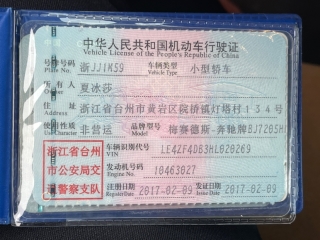 中华人民共和国机动车行驶证
Vehicle License of the People's Republic of China
号牌号码 浙JJ1M59 车辆类型 小型轿车
Plate No. Vehicle Type
所有人 夏冰莎
Owner
住址 浙江省台州市黄岩区院桥镇灯塔村134号
Address
使用性质 非营运 品牌型号 梅赛德斯-奔驰牌BJ7205H
Use Character Model
浙江省台州市公安局交通警察支队
车辆识别代号 LE4ZF4DB3HL020269
VIN
发动机号码 10463027
Engine No.
注册日期 2017-02-09 发证日期 2017-02-09
Register Date Issue Date